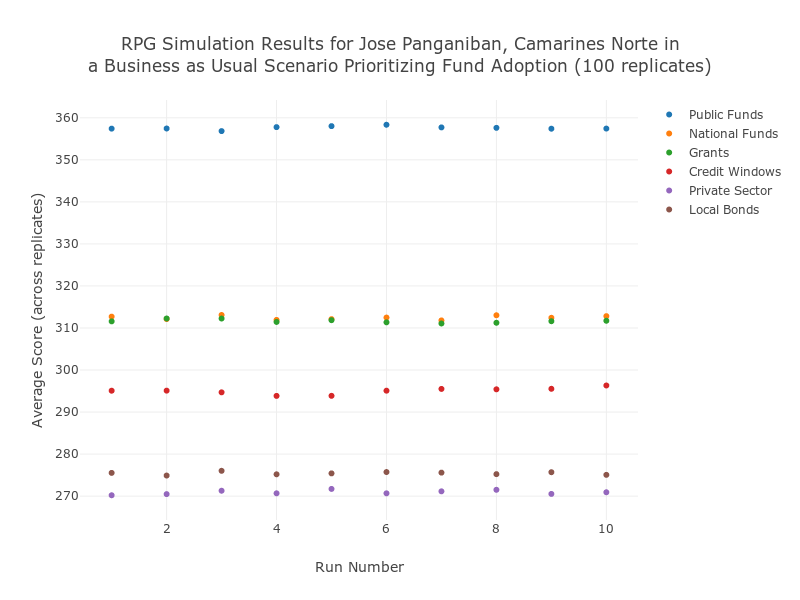 RPG Simulation Results for Jose Panganiban, Camarines Norte in
a Business as Usual Scenario Prioritizing Fund Adoption (100 replicates)
Average Score (across replicates)
360
350
340
330
320
310
300
290
280
270
2
4
6
8
10
Run Number
Public Funds
National Funds
Grants
Credit Windows
Private Sector
Local Bonds